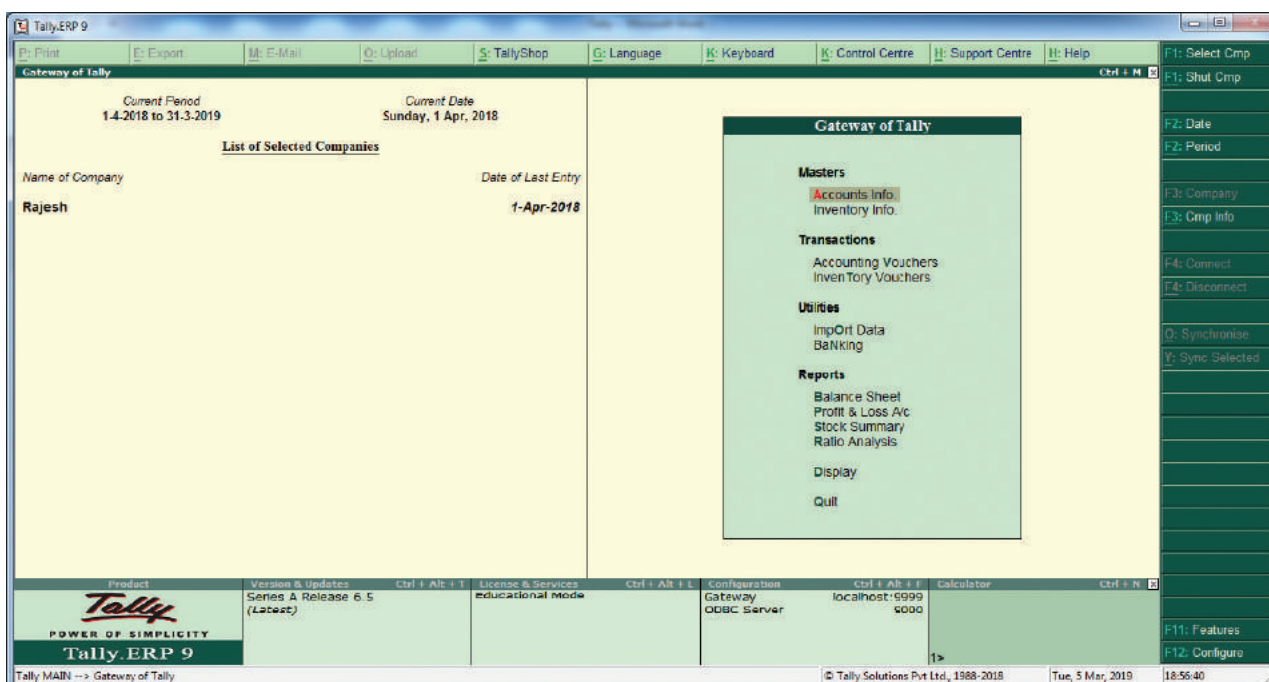 Tally.ERP 9
P: Print E: Export M: E-Mail O: Upload S: TallyShop G: Language K: Keyboard K: Control Centre H: Support Centre H: Help
Gateway of Tally Ctrl + M
Current Period Current Date
1-4-2018 to 31-3-2019 Sunday, 1 Apr, 2018
List of Selected Companies
Name of Company Date of Last Entry
Rajesh 1-Apr-2018
Gateway of Tally
Masters
Accounts Info.
Inventory Info.
Transactions
Accounting Vouchers
InvenTory Vouchers
Utilities
ImpOrt Data
BaNking
Reports
Balance Sheet
Profit & Loss A/c
Stock Summary
Ratio Analysis
Display
Quit
F1: Select Cmp
F1: Shut Cmp
F2: Date
F2: Period
F3: Company
F3: Cmp Info
F4: Connect
F4: Disconnect
O: Synchronise
Y: Sync Selected
F11: Features
F12: Configure
Product
Tally
POWER OF SIMPLICITY
Tally.ERP 9
Version & Updates Ctrl + Alt + T
Series A Release 6.5
(Latest)
License & Services Ctrl + Alt + L
Educational Mode
Configuration Ctrl + Alt + F
Gateway localhost:9999
ODBC Server 9000
Calculator Ctrl + N
1>
Tally MAIN --> Gateway of Tally © Tally Solutions Pvt Ltd., 1988-2018 Tue, 5 Mar, 2019 18:56:40